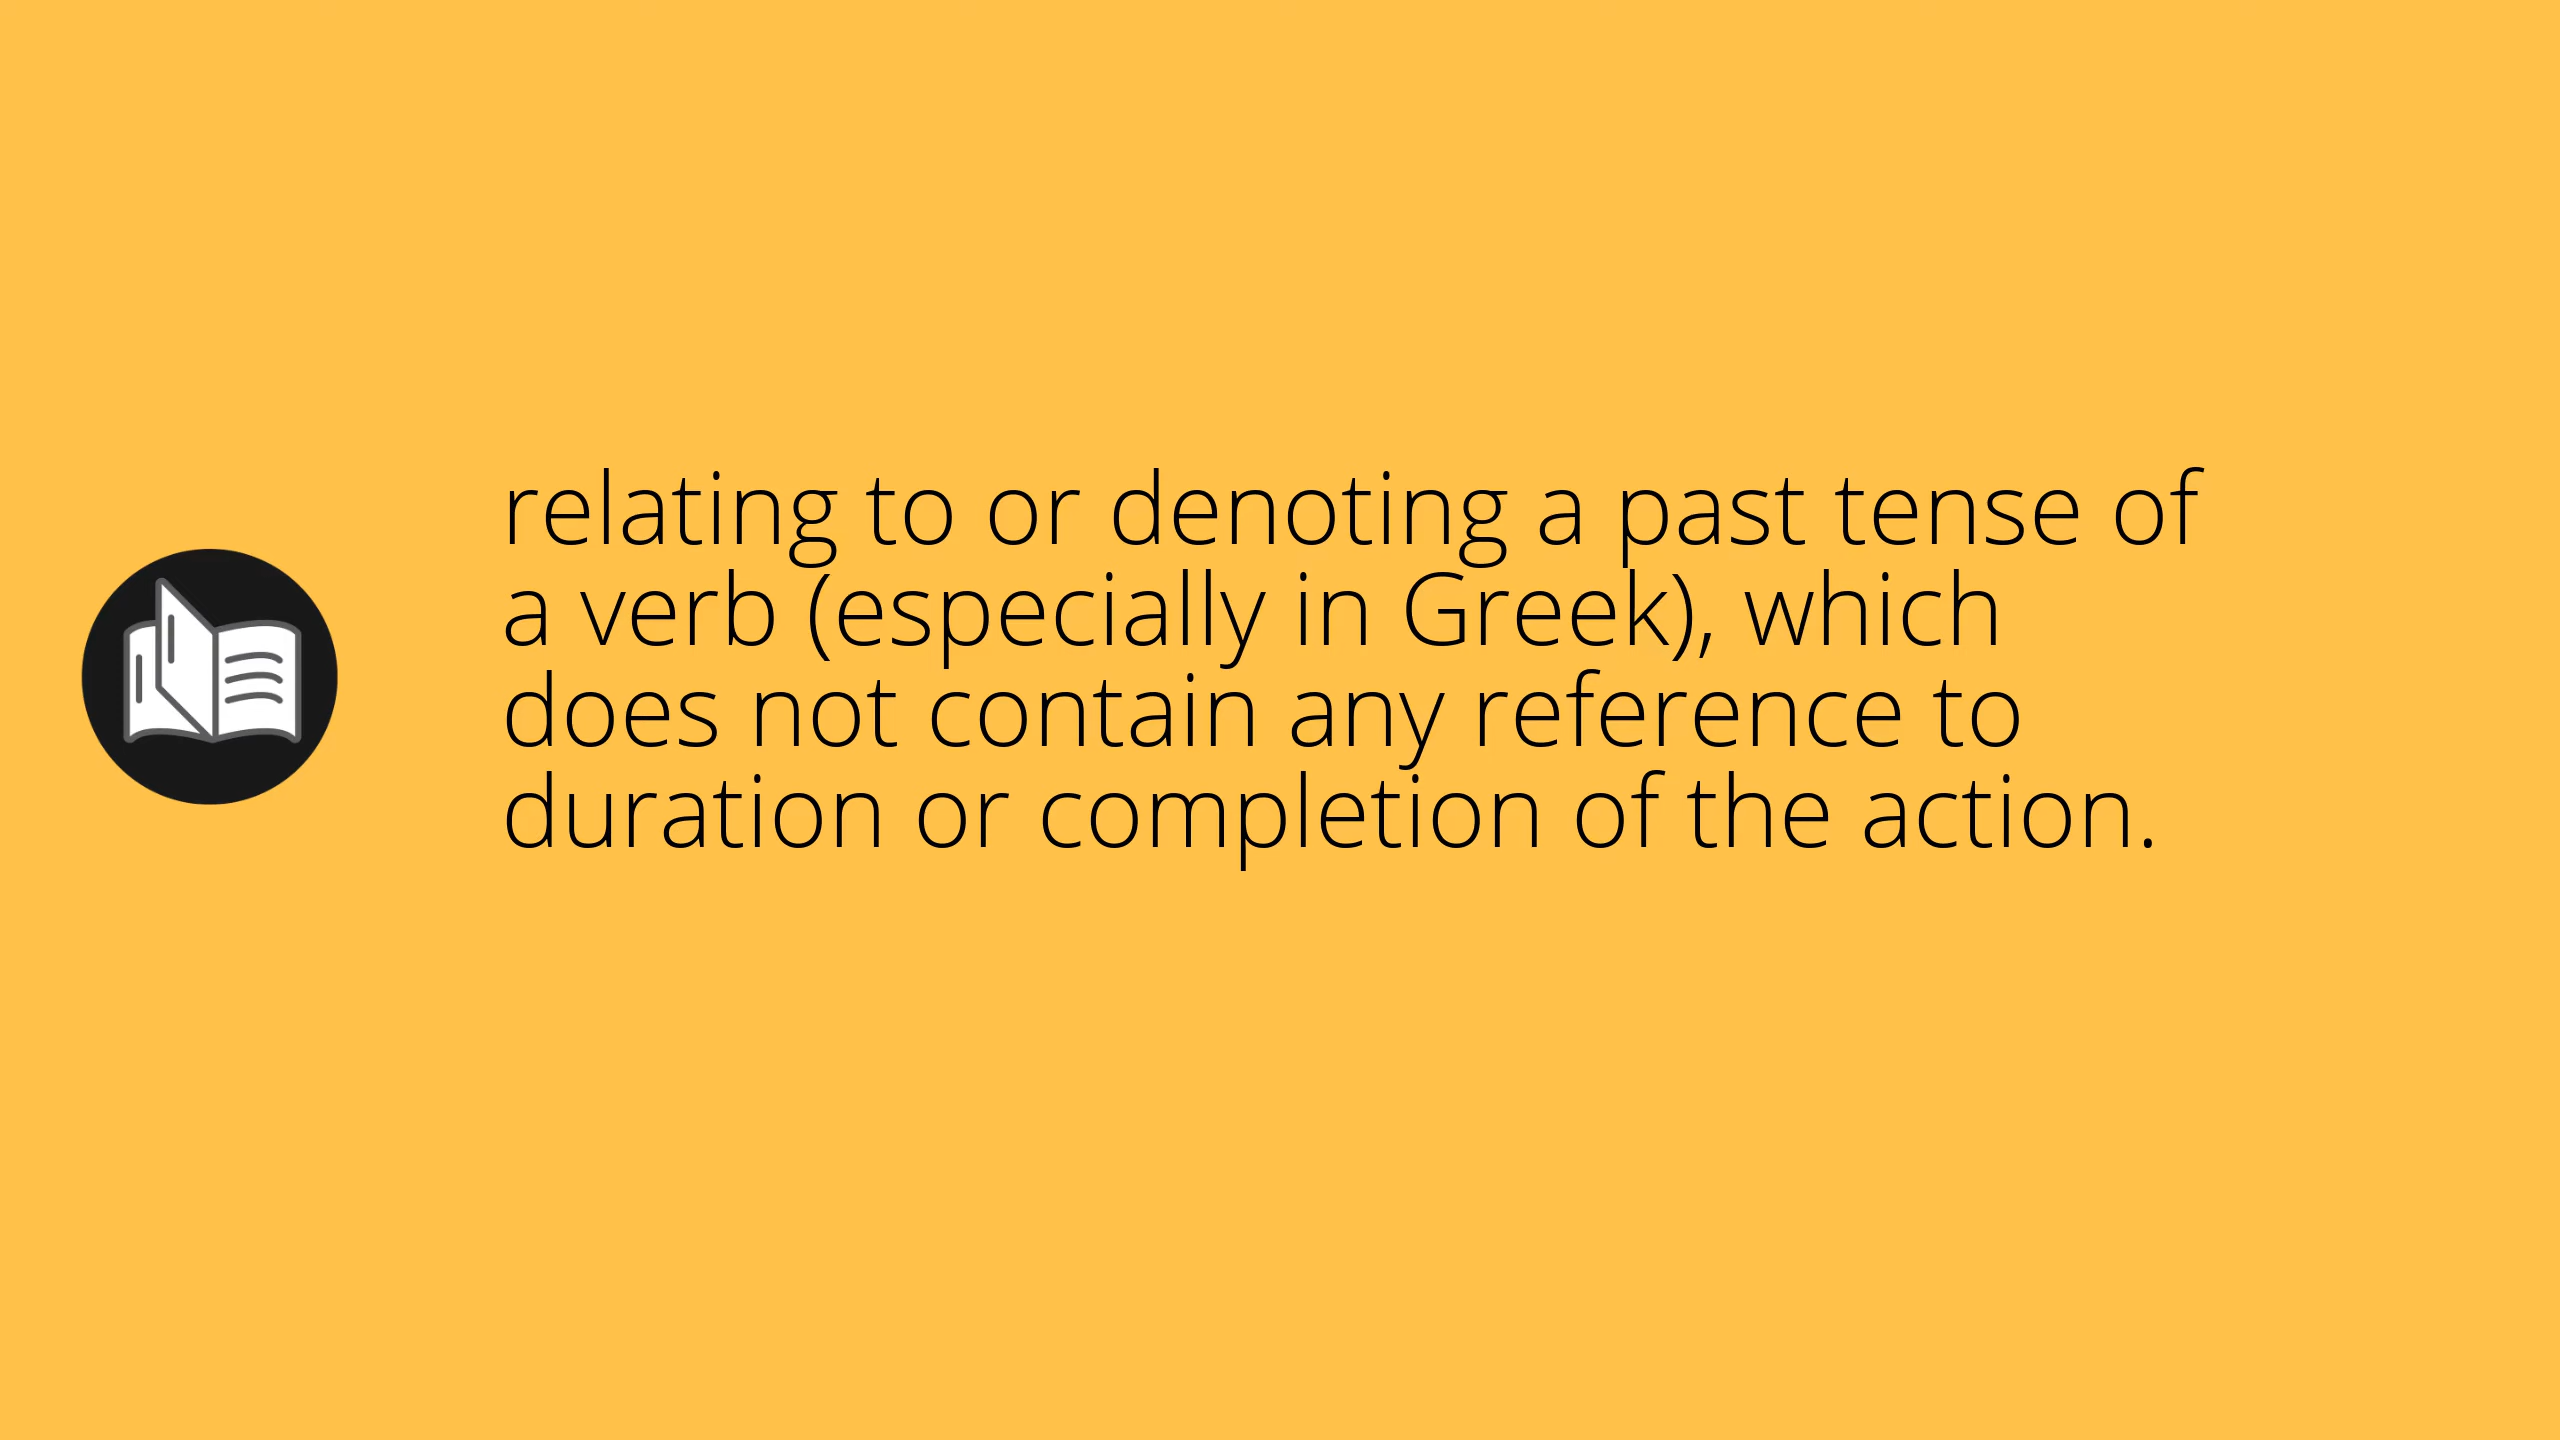 relating to or denoting a past tense of
a verb (especially in Greek), which
does not contain any reference to
duration or completion of the action.